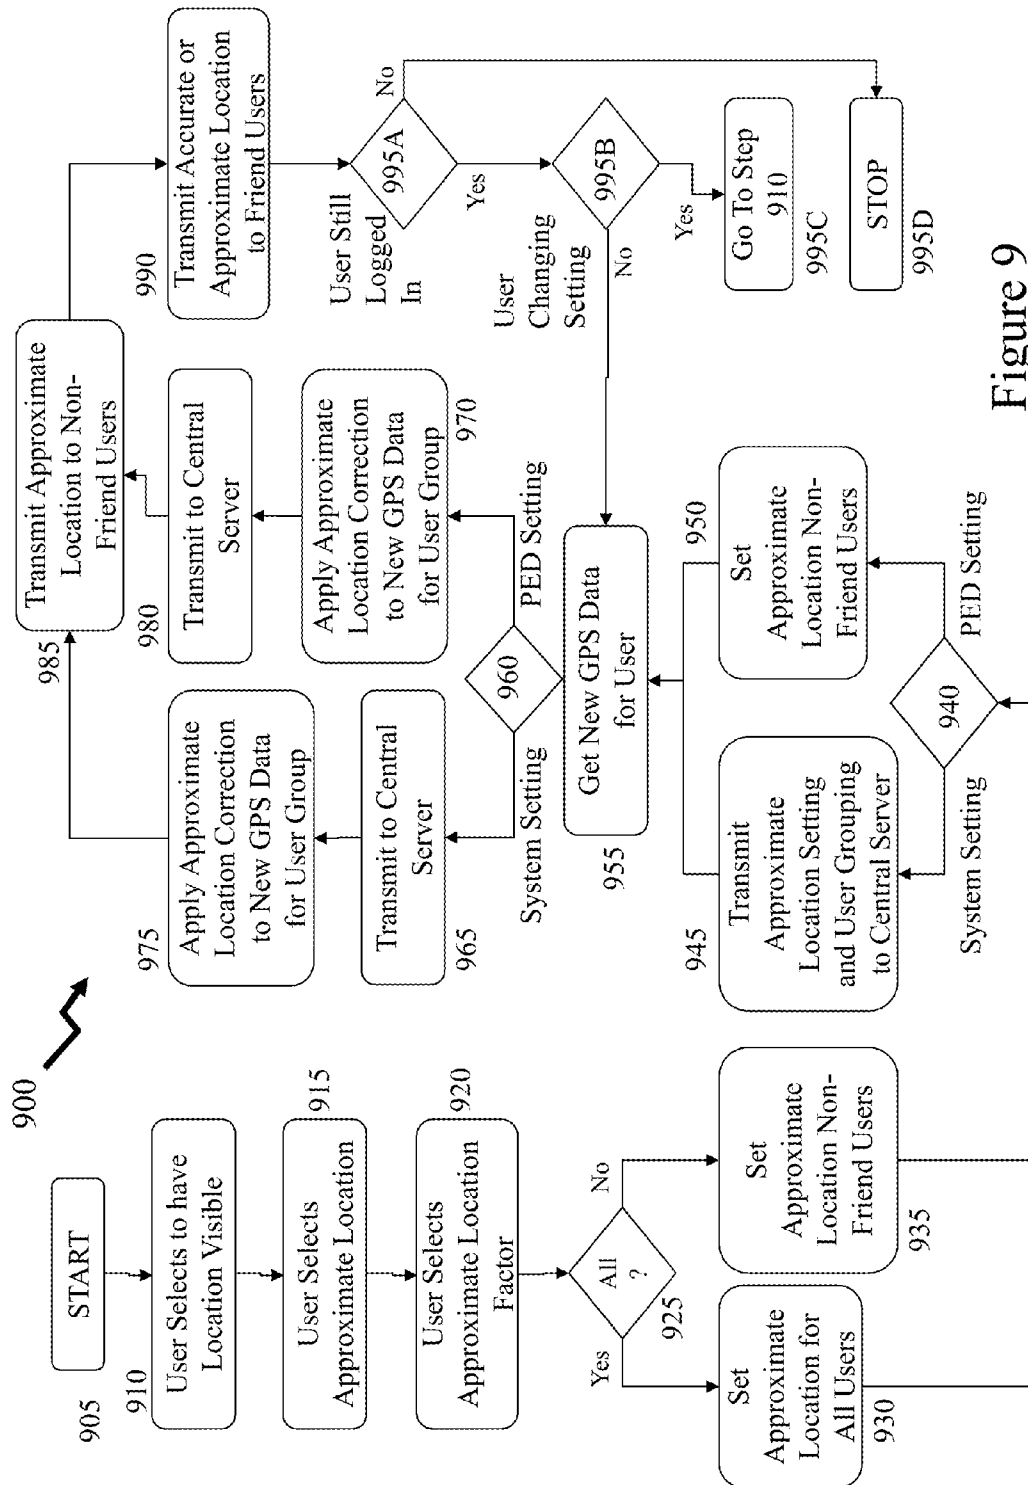 900
905
START
910
User Selects to have
Location Visible
915
User Selects
Approximate Location
920
User Selects
Approximate Location
Factor
All
?
925
Yes
No
Set
Approximate
Location for
All Users
930
Set
Approximate
Location Non-
Friend Users
935
940
System Setting
PED Setting
945
Transmit
Approximate
Location Setting
and User Grouping
to Central Server
950
Set
Approximate
Location Non-
Friend Users
955
Get New GPS Data
for User
960
System Setting
PED Setting
965
Transmit to Central
Server
975
Apply Approximate
Location Correction
to New GPS Data
for User Group
970
Apply Approximate
Location Correction
to New GPS Data
for User Group
980
Transmit to Central
Server
985
Transmit Approximate
Location to Non-
Friend Users
990
Transmit Accurate or
Approximate Location
to Friend Users
User Still
Logged
In
995A
No
Yes
User
Changing
Setting
995B
No
Yes
Go To Step
910
995C
STOP
995D
Figure 9